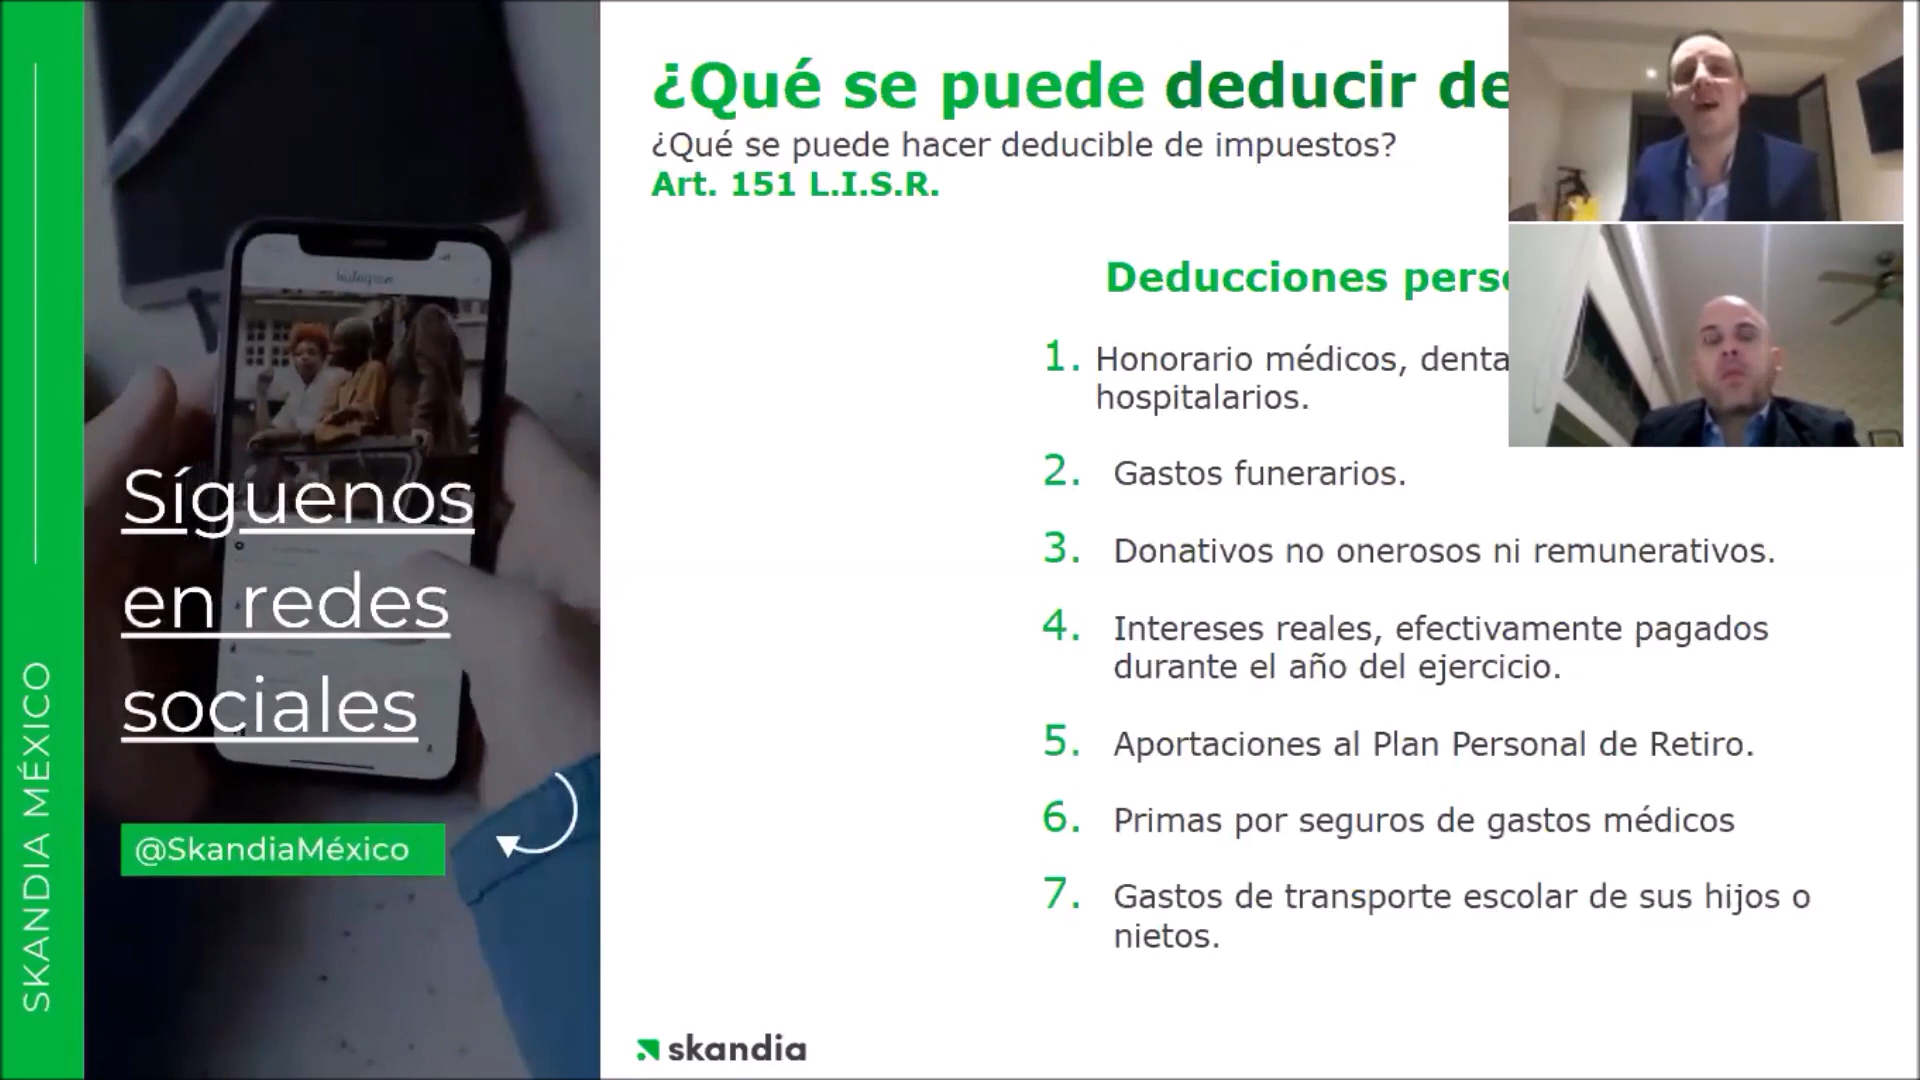 SKANDIA MÉXICO
Síguenos
en redes
sociales
@SkandiaMéxico
¿Qué se puede deducir de
¿Qué se puede hacer deducible de impuestos?
Art. 151 L.I.S.R.
Deducciones
1. Honorario médicos,
hospitalarios.
2. Gastos funerarios.
3. Donativos no onerosos ni remunerativos.
4. Intereses reales, efectivamente pagados
durante el año del ejercicio.
5. Aportaciones al Plan Personal de Retiro.
6. Primas por seguros de gastos médicos
7. Gastos de transporte escolar de sus hijos o
nietos.
skandia